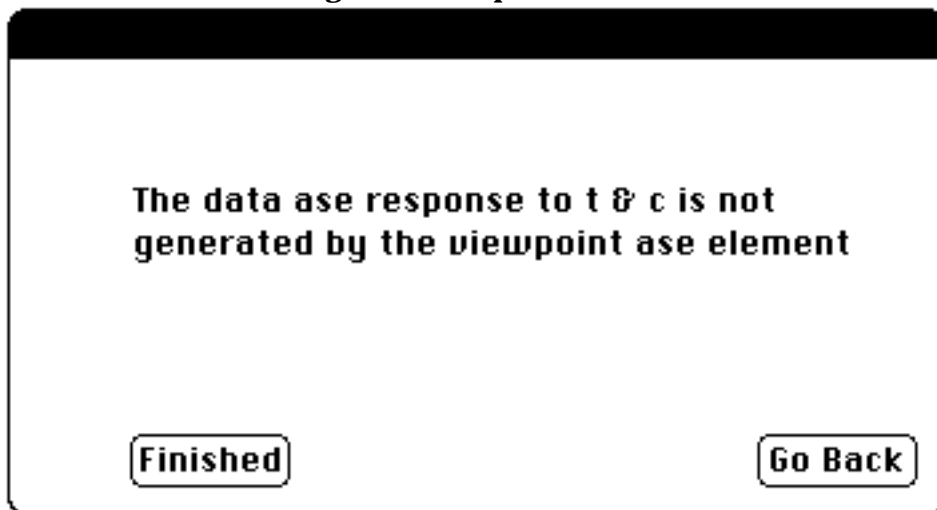 The data ase response to t & c is not
generated by the viewpoint ase element
Finished
Go Back